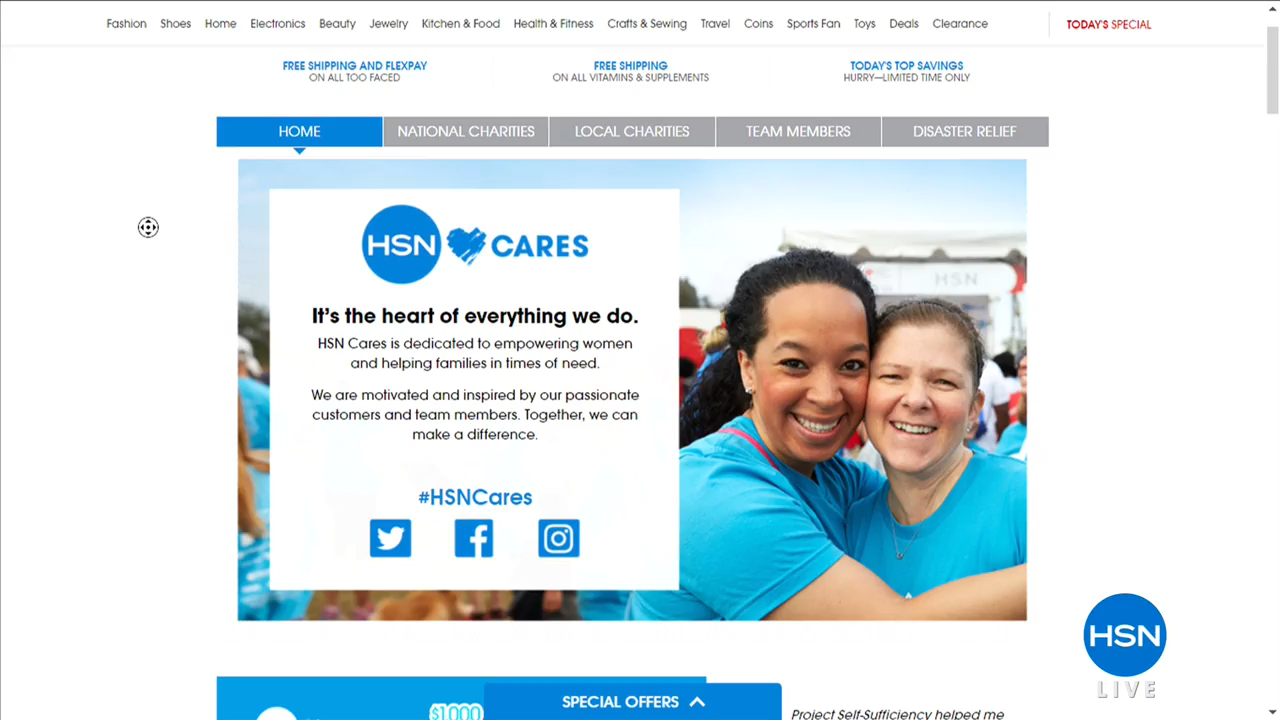 Fashion Shoes Home Electronics Beauty Jewelry Kitchen & Food Health & Fitness Crafts & Sewing Travel Coins Sports Fan Toys Deals Clearance TODAY'S SPECIAL
FREE SHIPPING AND FLEXPAY
ON ALL TOO FACED
FREE SHIPPING
ON ALL VITAMINS & SUPPLEMENTS
TODAY'S TOP SAVINGS
HURRY—LIMITED TIME ONLY
HOME NATIONAL CHARITIES LOCAL CHARITIES TEAM MEMBERS DISASTER RELIEF
HSN CARES
It's the heart of everything we do.
HSN Cares is dedicated to empowering women
and helping families in times of need.
We are motivated and inspired by our passionate
customers and team members. Together, we can
make a difference.
#HSNCares
HSN
HSN
LIVE
$1,000
SPECIAL OFFERS
Project Self-Sufficiency helped me